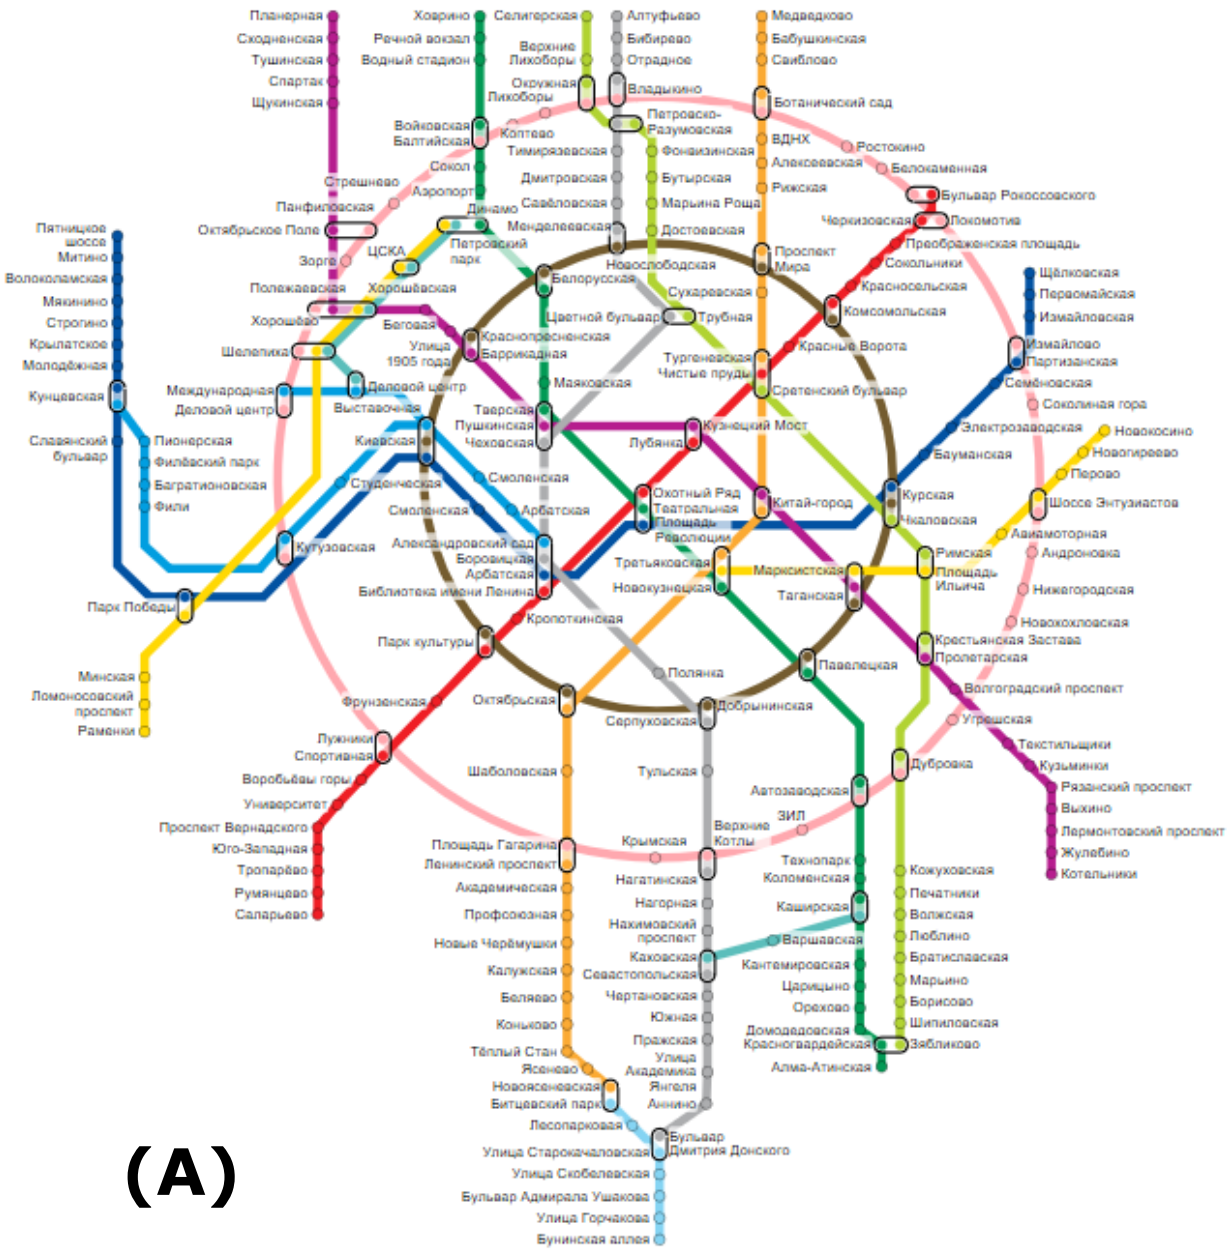 Планерная
Сходненская
Тушинская
Спартак
Щукинская
Ховрино
Речной вокзал
Водный стадион
Селигерская
Верхние
Лихоборы
Окружная
Лихоборы
Алтуфьево
Бибирево
Отрадное
Владыкино
Медведково
Бабушкинская
Свиблово
Ботанический сад
Войковская
Балтийская
Коптево
Петровско-
Разумовская
ВДНХ
Ростокино
Сокол
Тимирязевская
Фонвизинская
Алексеевская
Белокаменная
Стрешнево
Аэропорт
Дмитровская
Бутырская
Рижская
Бульвар Рокоссовского
Панфиловская
Динамо
Савёловская
Марьина Роща
Черкизовская
Локомотив
Октябрьское Поле
Менделеевская
Достоевская
Преображенская площадь
Пятницкое
шоссе
Митино
Волоколамская
Мякинино
Строгино
Крылатское
Молодёжная
Кунцевская
Славянский
бульвар
Зорге
ЦСКА
Петровский
парк
Новослободская
Проспект
Мира
Сокольники
Полежаевская
Хорошёвская
Белорусская
Сухаревская
Красносельская
Щёлковская
Первомайская
Измайловская
Хорошёво
Беговая
Цветной бульвар
Трубная
Комсомольская
Шелепиха
Улица
1905 года
Краснопресненская
Баррикадная
Тургеневская
Чистые пруды
Сретенский бульвар
Красные Ворота
Измайлово
Партизанская
Семёновская
Международная
Деловой центр
Деловой центр
Выставочная
Маяковская
Соколиная гора
Тверская
Пушкинская
Чеховская
Кузнецкий Мост
Лубянка
Электрозаводская
Бауманская
Новокосино
Новогиреево
Перово
Шоссе Энтузиастов
Киевская
Пионерская
Филёвский парк
Багратионовская
Фили
Студенческая
Смоленская
Смоленская
Арбатская
Охотный Ряд
Театральная
Площадь
Революции
Китай-город
Курская
Чкаловская
Авиамоторная
Кутузовская
Александровский сад
Боровицкая
Арбатская
Библиотека имени Ленина
Третьяковская
Новокузнецкая
Марксистская
Таганская
Римская
Площадь
Ильича
Андроновка
Нижегородская
Новохохловская
Парк Победы
Кропоткинская
Парк культуры
Крестьянская Застава
Пролетарская
Минская
Ломоносовский
проспект
Раменки
Полянка
Павелецкая
Волгоградский проспект
Фрунзенская
Октябрьская
Добрынинская
Серпуховская
Угрешская
Лужники
Спортивная
Текстильщики
Кузьминки
Воробьёвы горы
Университет
Проспект Вернадского
Юго-Западная
Тропарёво
Румянцево
Саларьево
Шаболовская
Тульская
Автозаводская
Дубровка
Рязанский проспект
Выхино
Лермонтовский проспект
Жулебино
Котельники
ЗИЛ
Площадь Гагарина
Ленинский проспект
Крымская
Верхние
Котлы
Академическая
Профсоюзная
Новые Черёмушки
Калужская
Беляево
Коньково
Тёплый Стан
Ясенево
Новоясеневская
Битцевский парк
Лесопарковая
Нагатинская
Нагорная
Нахимовский
проспект
Каховская
Севастопольская
Чертановская
Южная
Пражская
Улица
Академика
Янгеля
Аннино
Технопарк
Коломенская
Каширская
Варшавская
Кантемировская
Царицыно
Орехово
Домодедовская
Красногвардейская
Алма-Атинская
Кожуховская
Печатники
Волжская
Люблино
Братиславская
Марьино
Борисово
Шипиловская
Зябликово
Бульвар
Дмитрия Донского
Улица Старокачаловская
Улица Скобелевская
Бульвар Адмирала Ушакова
Улица Горчакова
Бунинская аллея
(A)